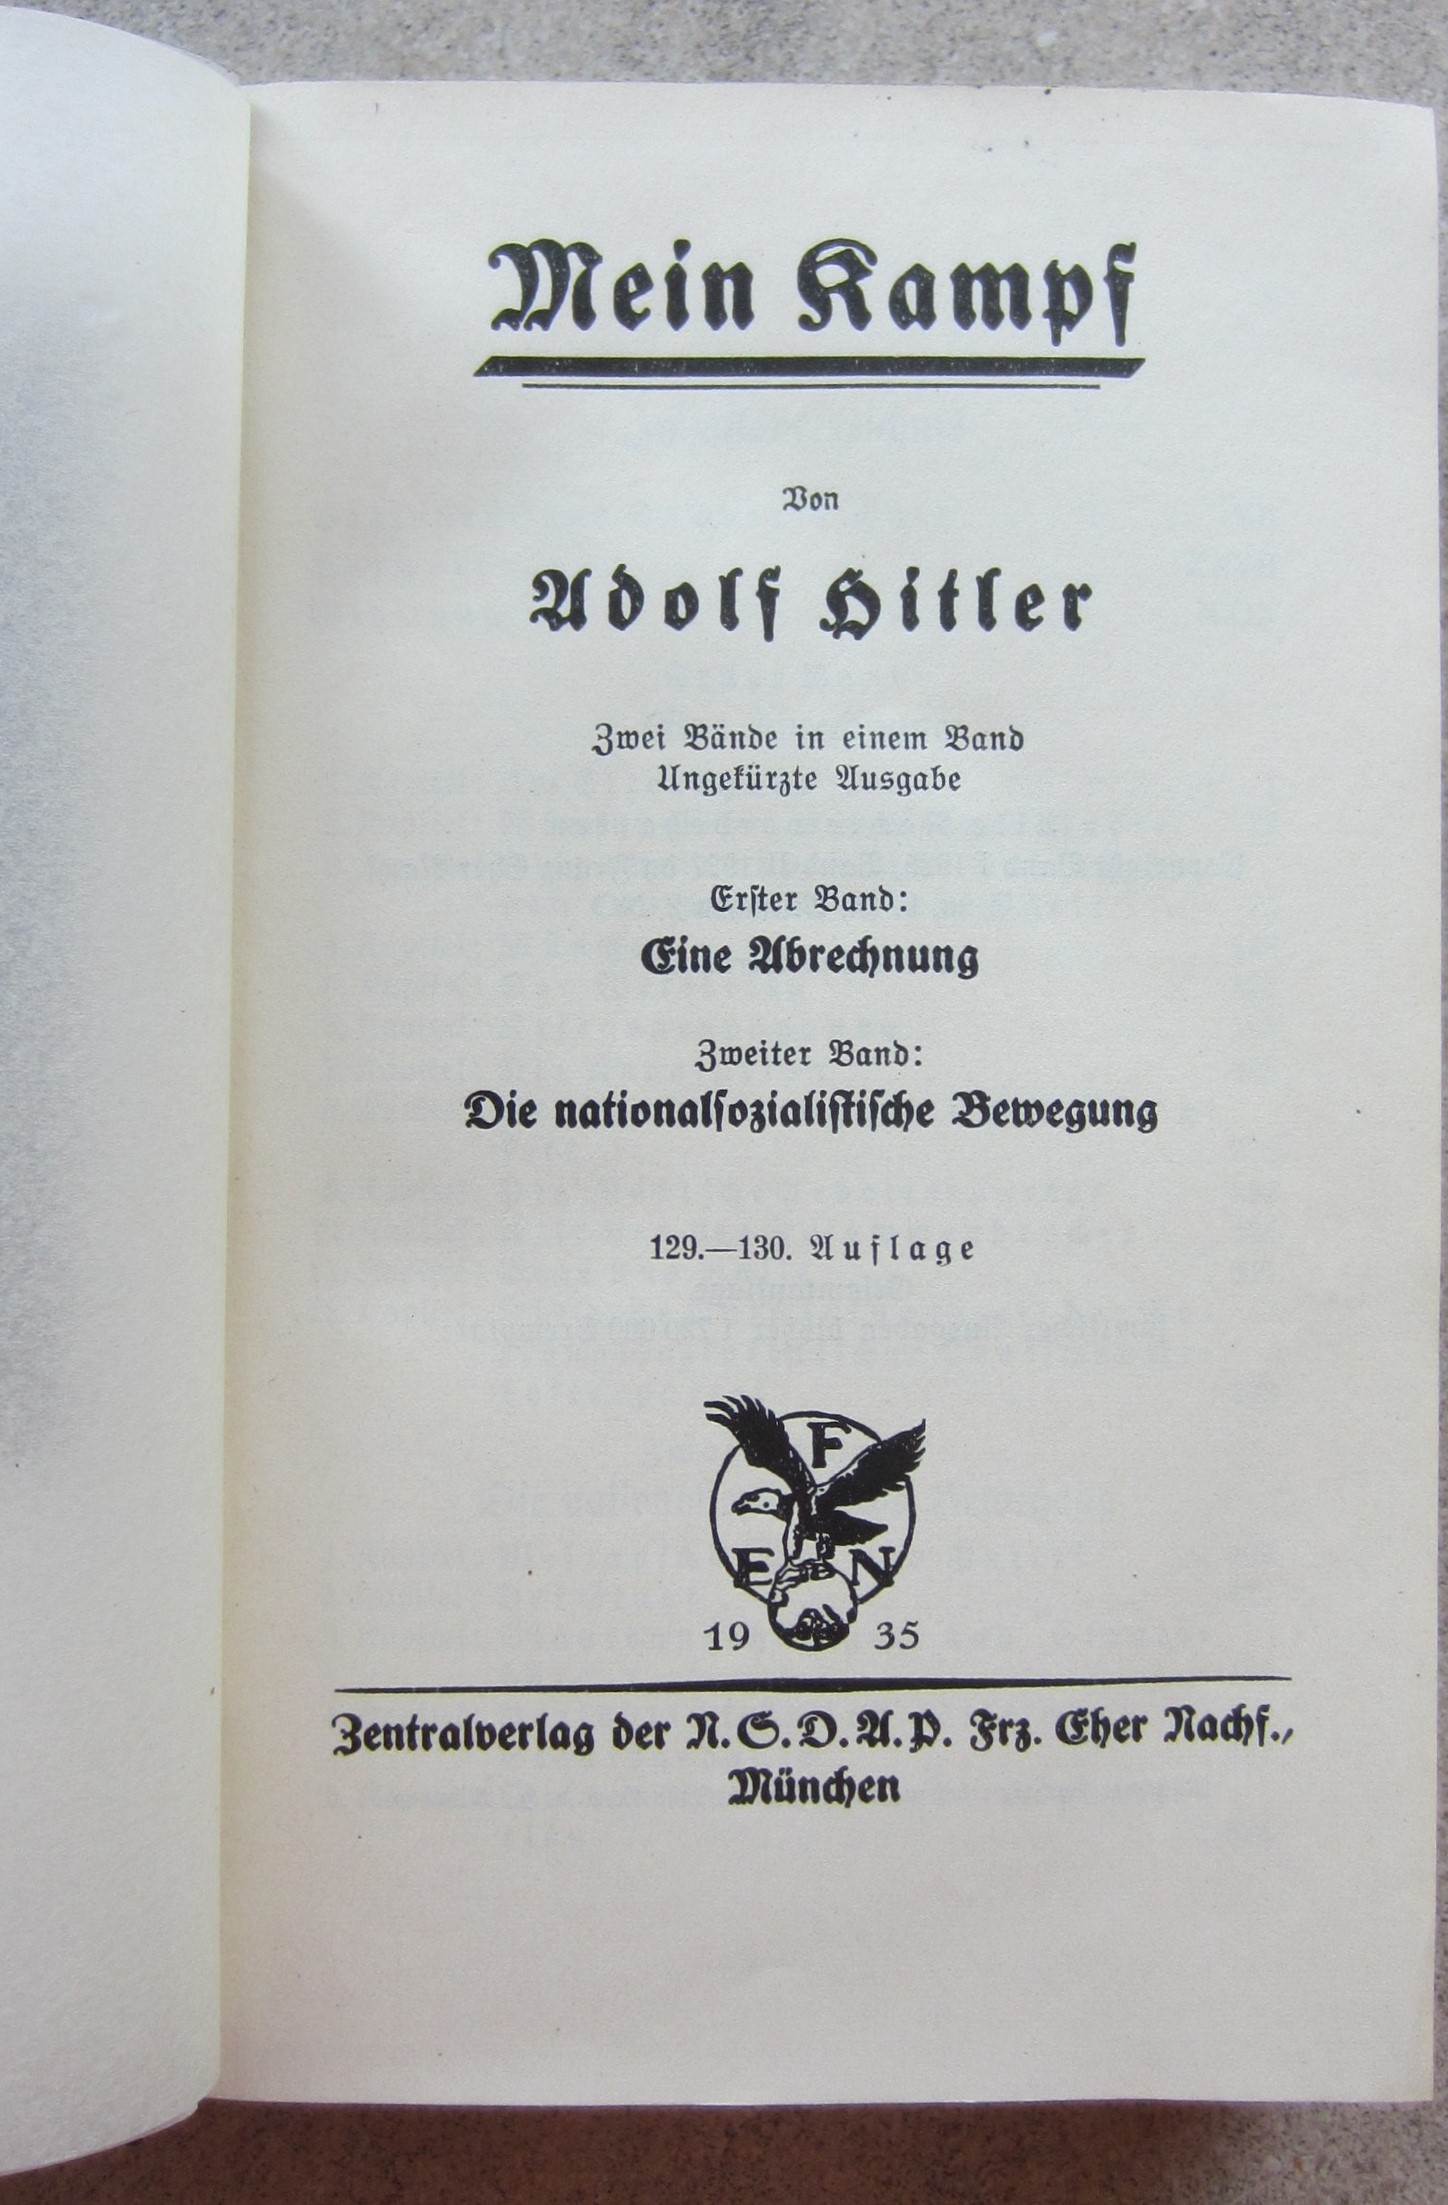 Mein Kampf
Von
Adolf Hitler
Zwei Bände in einem Band
Ungekürzte Ausgabe
Erſter Band:
Eine Abrechnung
Zweiter Band:
Die nationalſozialiſtiſche Bewegung
129.—130. Auflage
F
E N
19 35
Zentralverlag der N.S.D.A.P. Frz. Eher Nachf.,
München